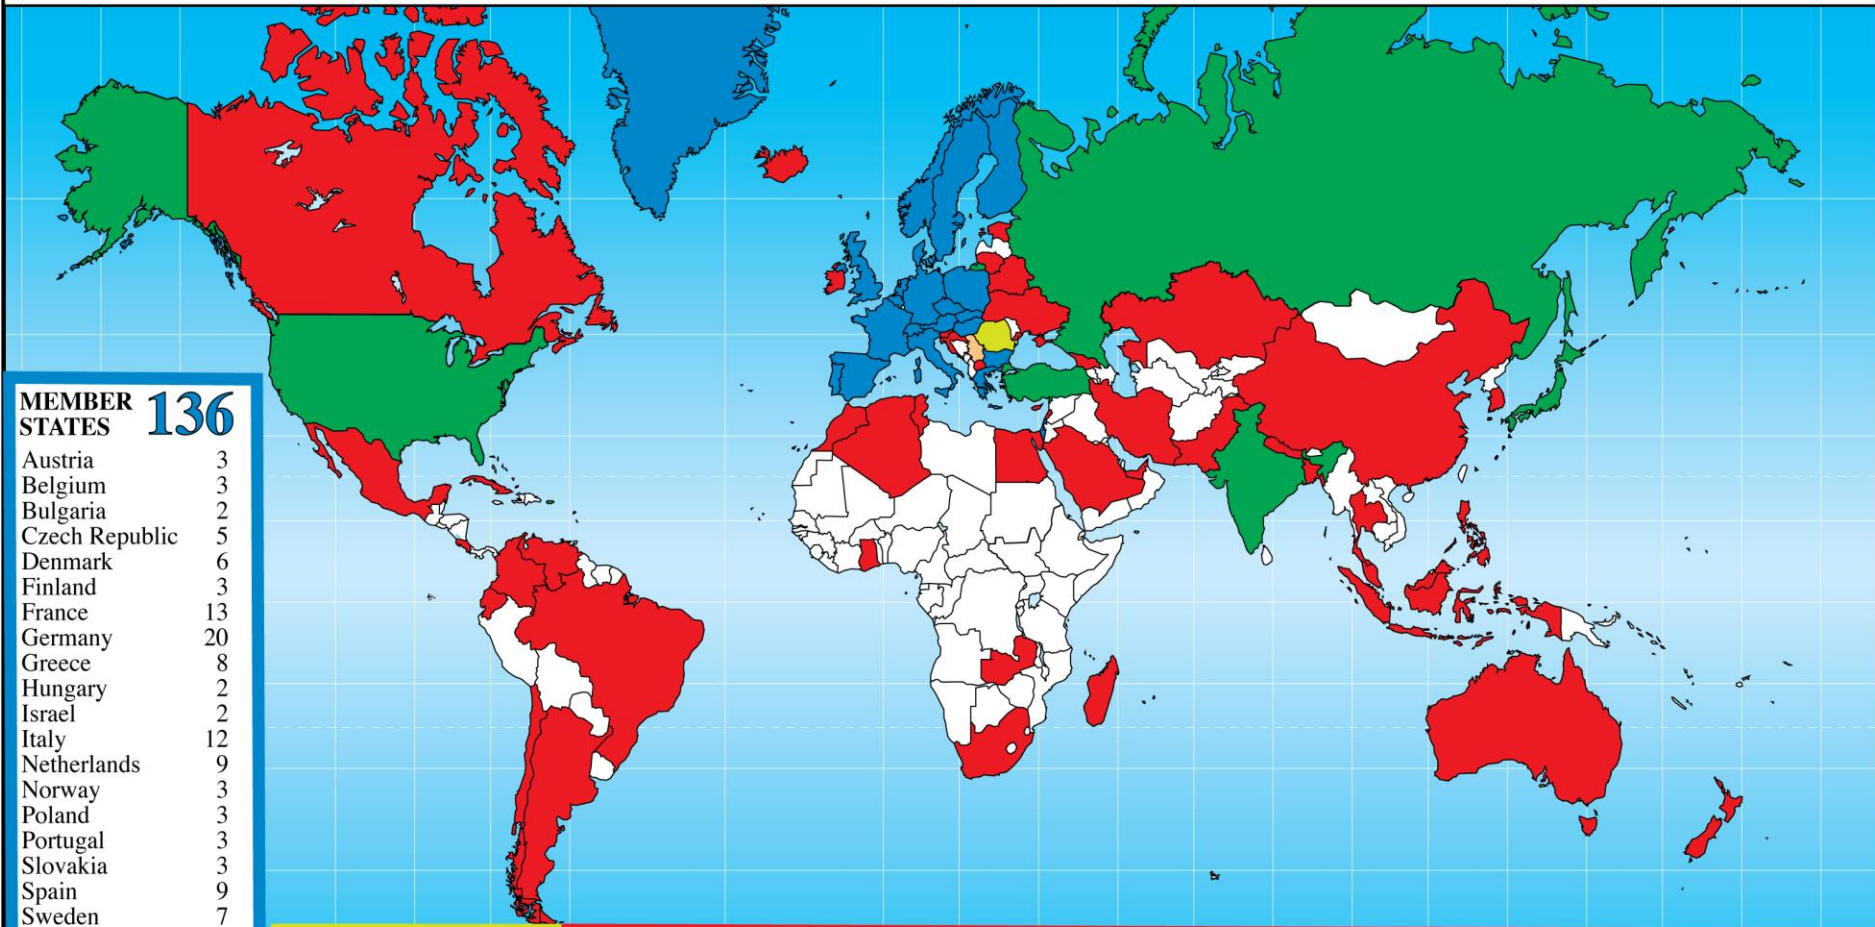 MEMBER STATES 136
Austria 3
Belgium 3
Bulgaria 2
Czech Republic 5
Denmark 6
Finland 3
France 13
Germany 20
Greece 8
Hungary 2
Israel 2
Italy 12
Netherlands 9
Norway 3
Poland 3
Portugal 3
Slovakia 3
Spain 9
Sweden 7